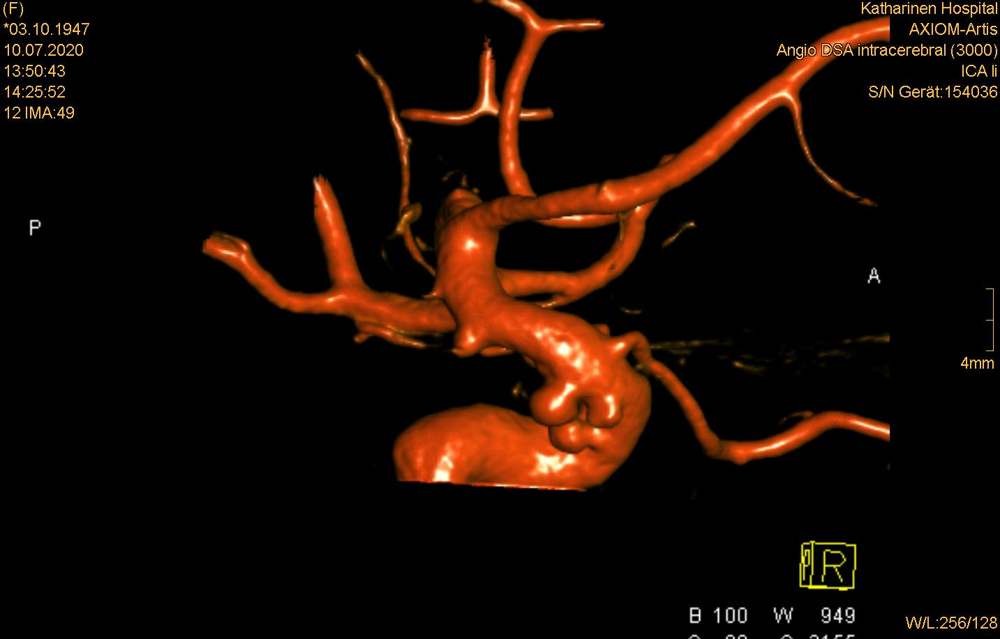 (F)
*03.10.1947
10.07.2020
13:50:43
14:25:52
12 IMA:49
Katharinen Hospital
AXIOM-Artis
Angio DSA intracerebral (3000)
ICA li
S/N Gerät:154036
P
A
4mm
R
B 100 W 949
W/L:256/128